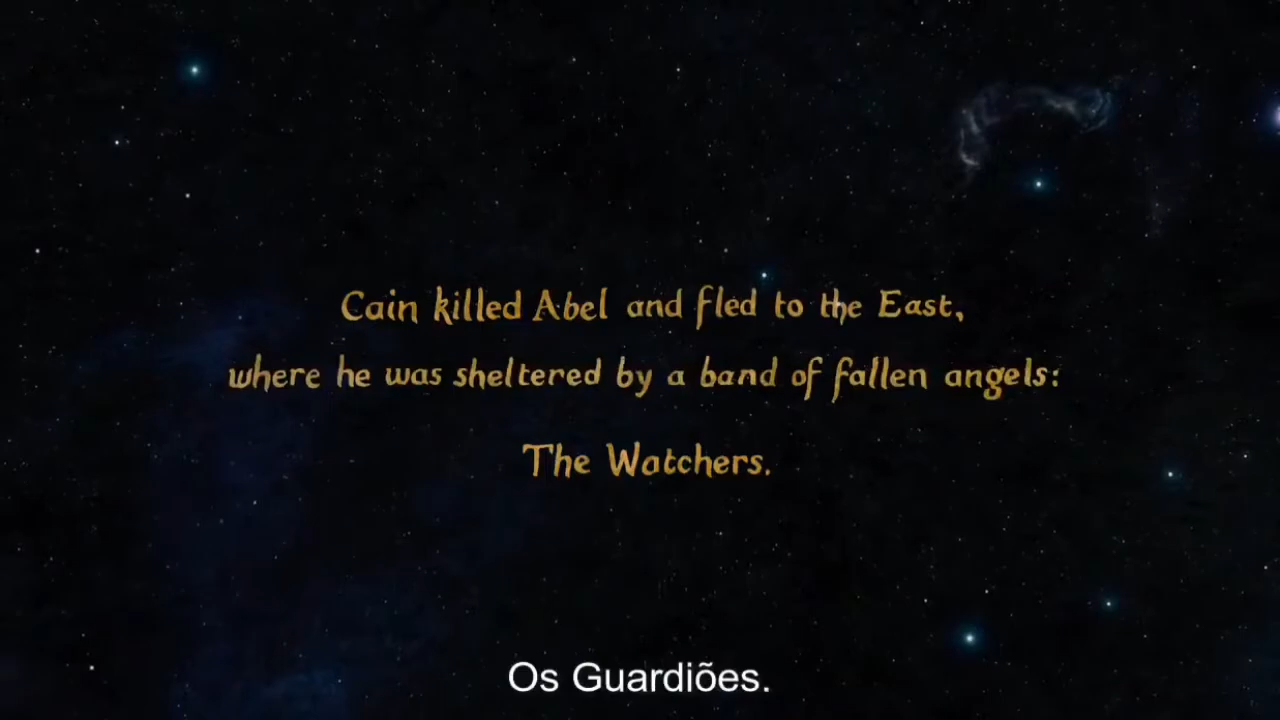 Cain killed Abel and fled to the East,
where he was sheltered by a band of fallen angels:
The Watchers.
Os Guardiões.